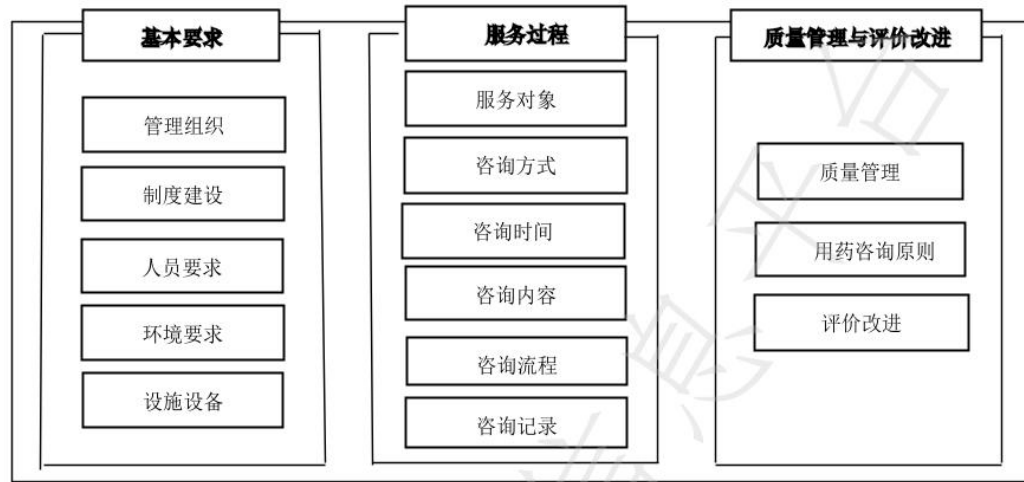 基本要求
管理组织
制度建设
人员要求
环境要求
设施设备
服务过程
服务对象
咨询方式
咨询时间
咨询内容
咨询流程
咨询记录
质量管理与评价改进
质量管理
用药咨询原则
评价改进
息平台